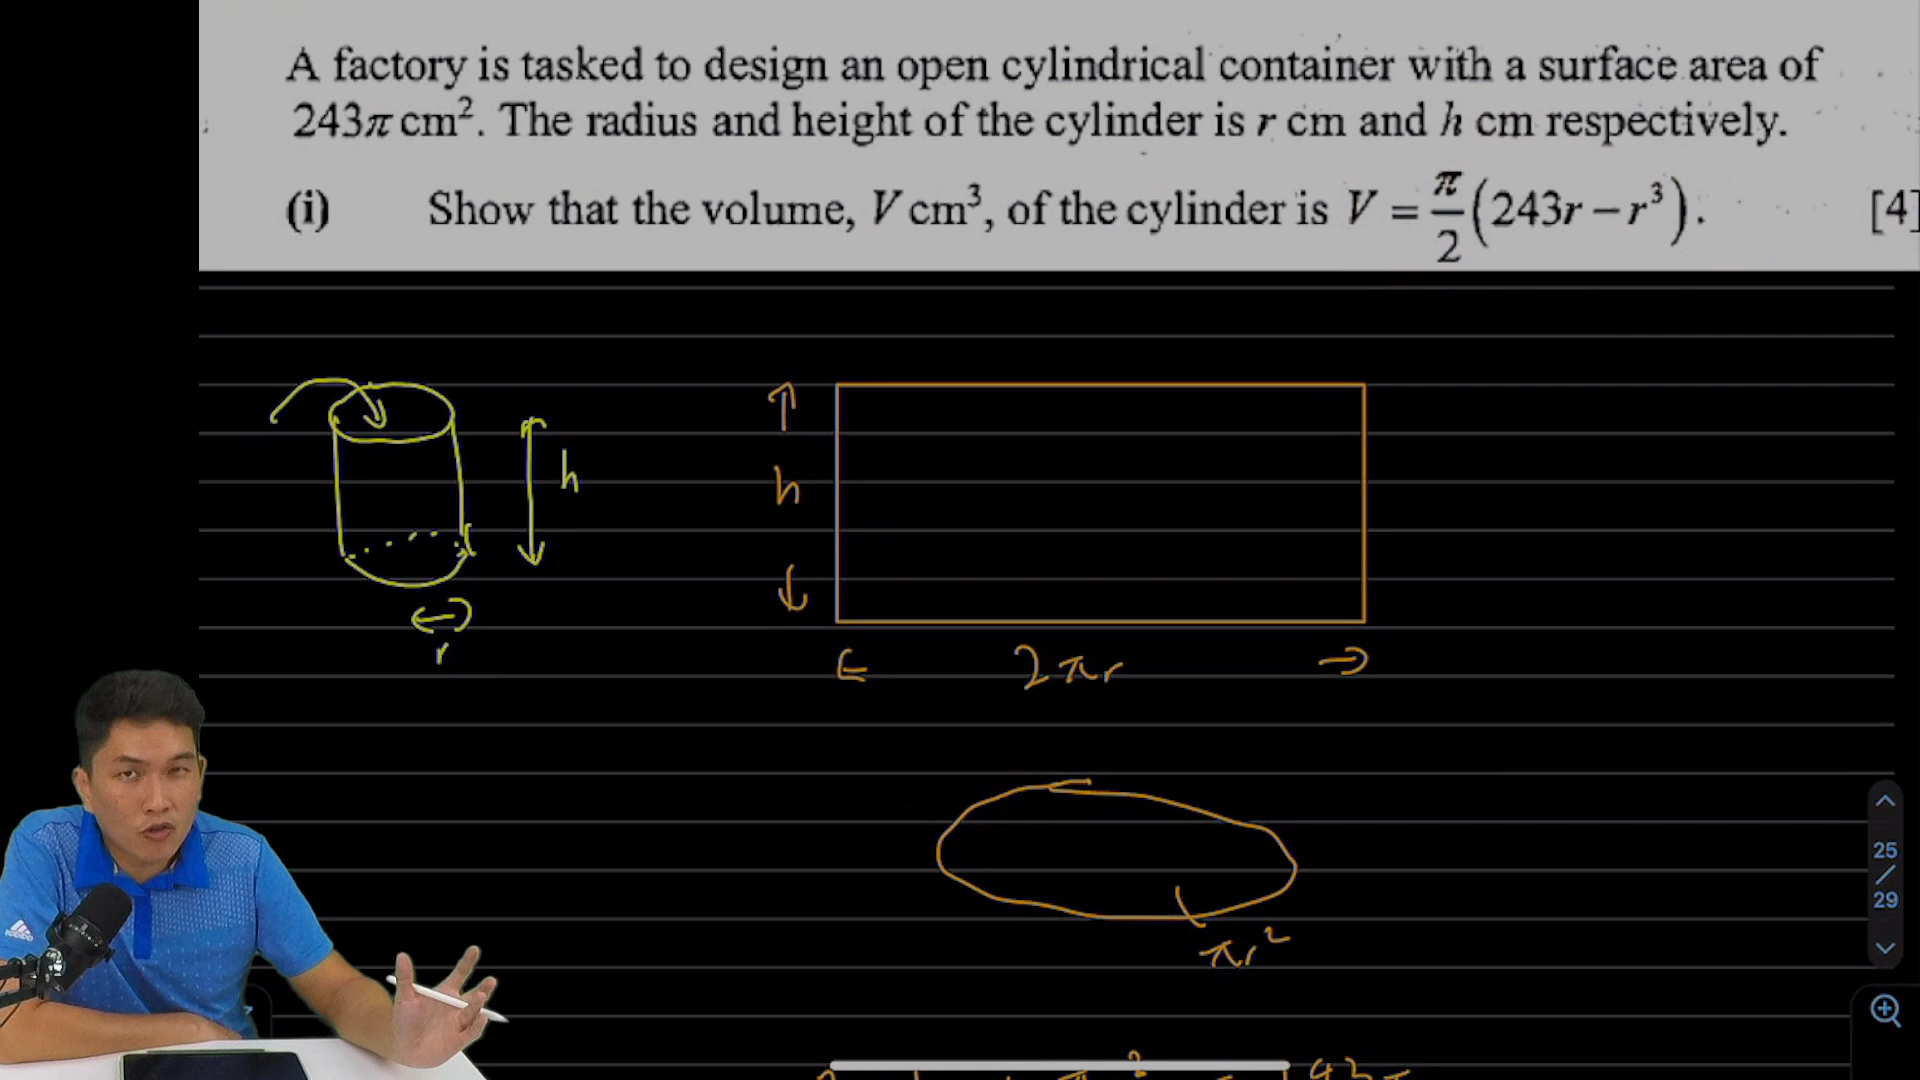 A factory is tasked to design an open cylindrical container with a surface area of
243π cm². The radius and height of the cylinder is r cm and h cm respectively.
(i) Show that the volume, V cm³, of the cylinder is V = π/2 (243r − r³). [4]
h
r
h
2πr
πr²
25
/
29
adidas